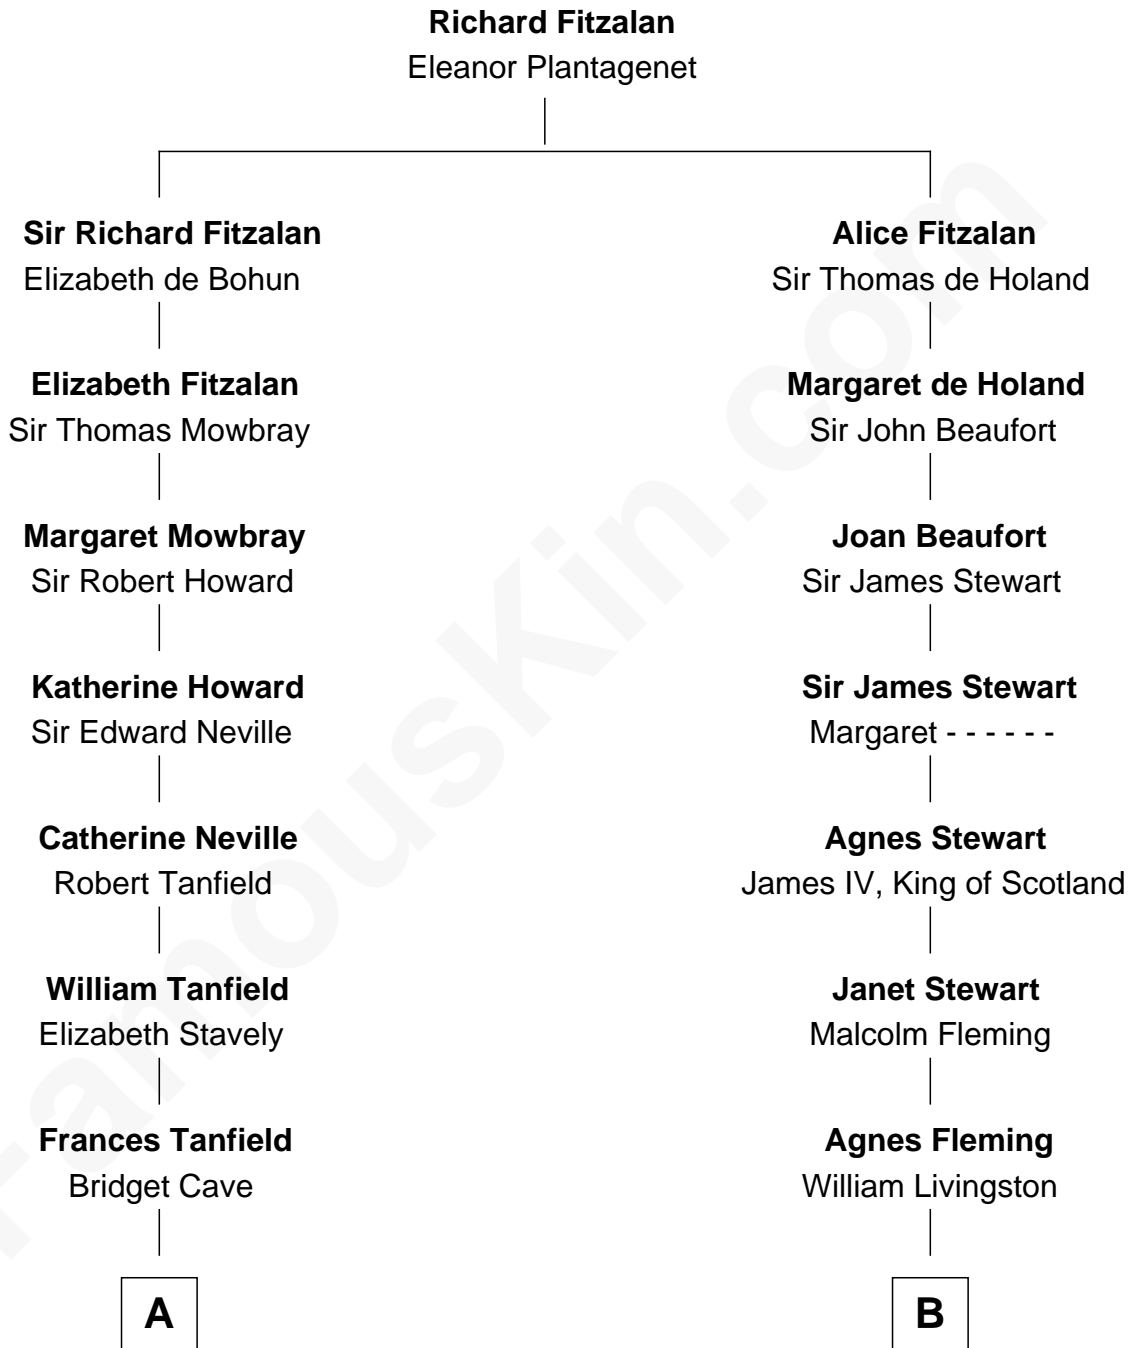 Richard Fitzalan
Eleanor Plantagenet
Sir Richard Fitzalan
Elizabeth de Bohun
Alice Fitzalan
Sir Thomas de Holand
Elizabeth Fitzalan
Sir Thomas Mowbray
Margaret de Holand
Sir John Beaufort
Margaret Mowbray
Sir Robert Howard
Joan Beaufort
Sir James Stewart
Katherine Howard
Sir Edward Neville
Sir James Stewart
Margaret - - - - - -
Catherine Neville
Robert Tanfield
Agnes Stewart
James IV, King of Scotland
William Tanfield
Elizabeth Stavely
Janet Stewart
Malcolm Fleming
Frances Tanfield
Bridget Cave
Agnes Fleming
William Livingston
A
B
FamousKin.com